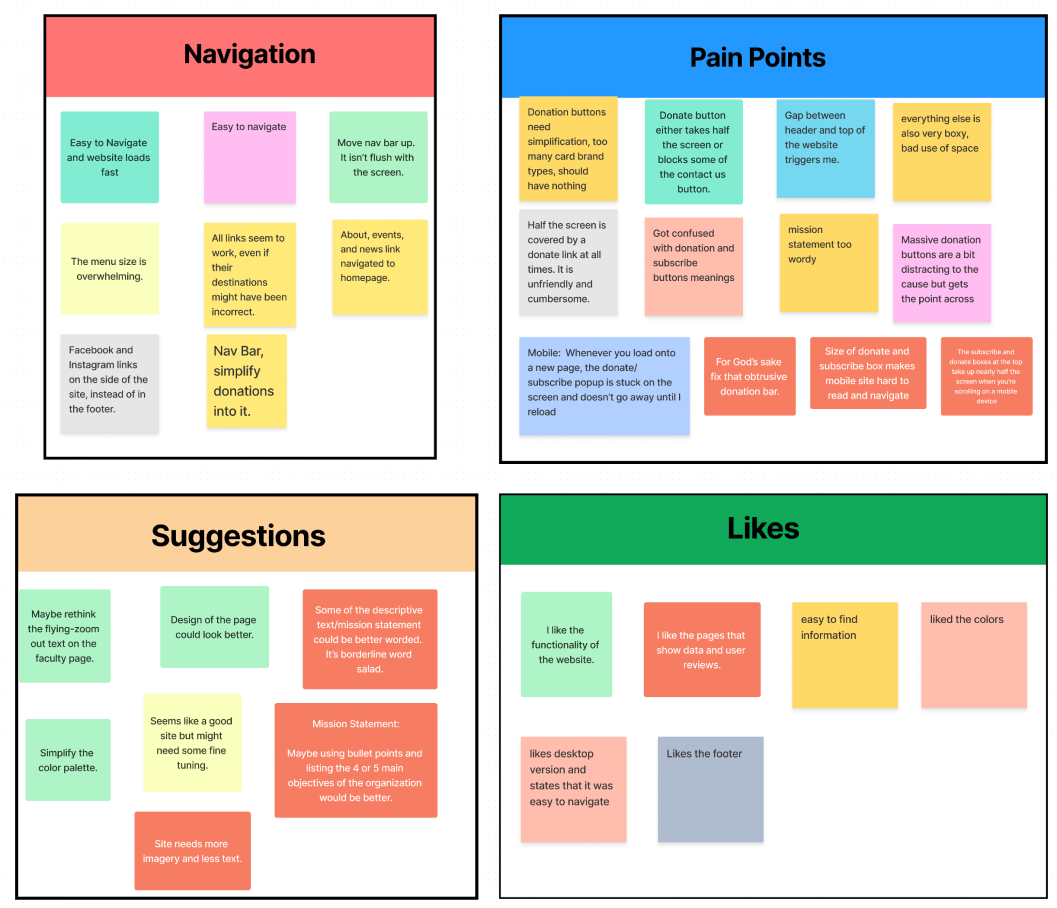 Navigation
Easy to Navigate
and website loads
fast
Easy to navigate
Move nav bar up.
It isn't flush with
the screen.
The menu size is
overwhelming.
All links seem to
work, even if
their
destinations
might have been
incorrect.
About, events,
and news link
navigated to
homepage.
Facebook and
Instagram links
on the side of the
site, instead of in
the footer.
Nav Bar,
simplify
donations
into it.
Pain Points
Donation buttons
need
simplification, too
many card brand
types, should
have nothing
Donate button
either takes half
the screen or
blocks some of
the contact us
button.
Gap between
header and top of
the website
triggers me.
everything else is
also very boxy,
bad use of space
Half the screen is
covered by a
donate link at all
times. It is
unfriendly and
cumbersome.
Got confused
with donation and
subscribe
buttons meanings
mission
statement too
wordy
Massive donation
buttons are a bit
distracting to the
cause but gets
the point across
Mobile: Whenever you load onto
a new page, the donate/
subscribe popup is stuck on the
screen and doesn't go away until I
reload
For God's sake
fix that obtrusive
donation bar.
Size of donate and
subscribe box makes
mobile site hard to
read and navigate
The subscribe and
donate boxes at the top
take up nearly half the
screen when you're
scrolling on a mobile
device
Suggestions
Maybe rethink
the flying-zoom
out text on the
faculty page.
Design of the page
could look better.
Some of the descriptive
text/mission statement
could be better worded.
It's borderline word
salad.
Simplify the
color palette.
Seems like a good
site but might
need some fine
tuning.
Mission Statement:
Maybe using bullet points and
listing the 4 or 5 main
objectives of the organization
would be better.
Site needs more
imagery and less text.
Likes
I like the
functionality of
the website.
I like the pages that
show data and user
reviews.
easy to find
information
liked the colors
likes desktop
version and
states that it was
easy to navigate
Likes the footer